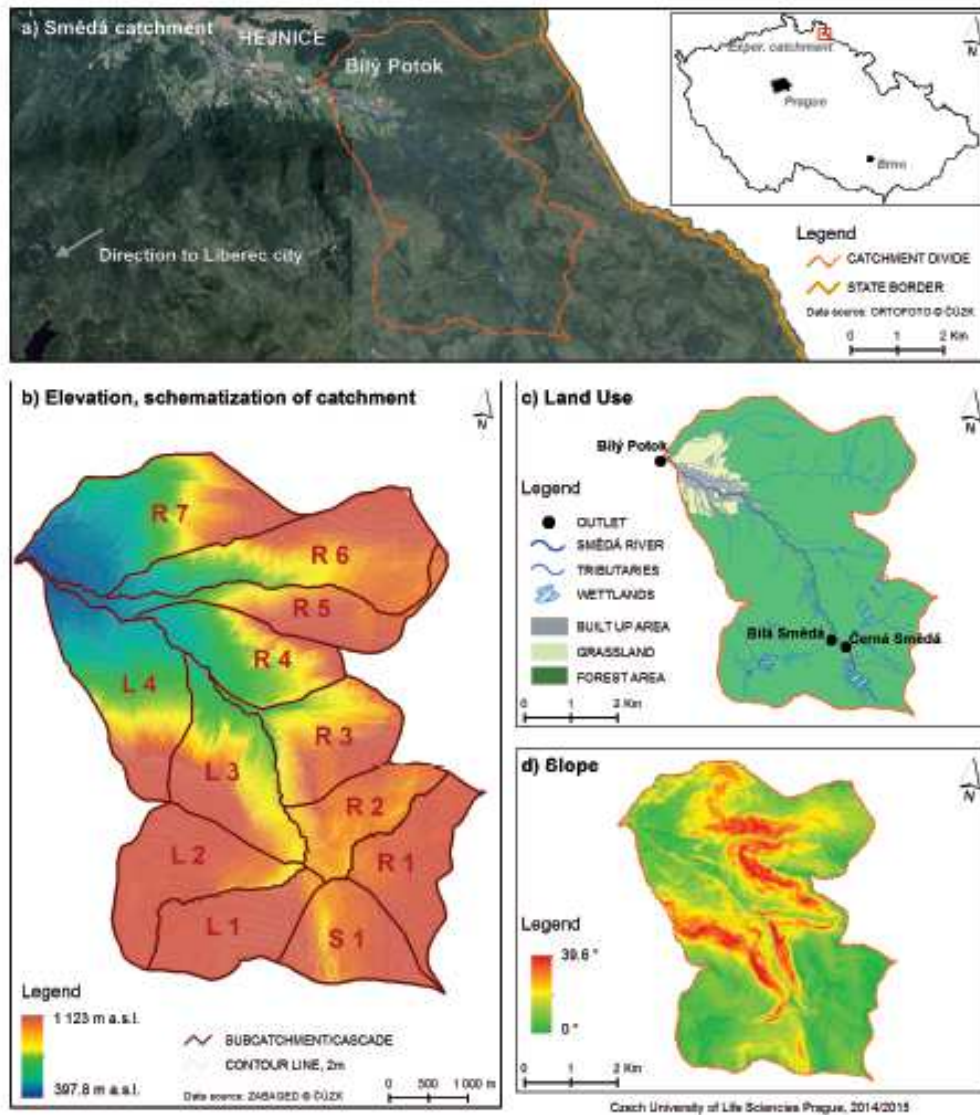 a) Smědá catchment
HEJNICE
Bílý Potok
Direction to Liberec city
N
Exper. catchment
Prague
Brno
Legend
CATCHMENT DIVIDE
STATE BORDER
Data source: ORTOFOTO © ČÚZK
0 1 2 Km
b) Elevation, schematization of catchment
N
R 7
R 6
R 5
R 4
L 4
R 3
L 3
R 2
L 2
R 1
L 1
S 1
Legend
1 123 m a.s.l.
397.8 m a.s.l.
SUBCATCHMENT/CASCADE
CONTOUR LINE, 2m
Data source: ZABAGED © ČÚZK
0 500 1 000 m
c) Land Use
N
Bílý Potok
Legend
OUTLET
SMĚDÁ RIVER
TRIBUTARIES
WETTLANDS
BUILT UP AREA
GRASSLAND
FOREST AREA
Bílá Smědá
Černá Smědá
0 1 2 Km
d) Slope
N
Legend
39.6 °
0 °
0 1 2 Km
Czech University of Life Sciencies Prague, 2014/2015